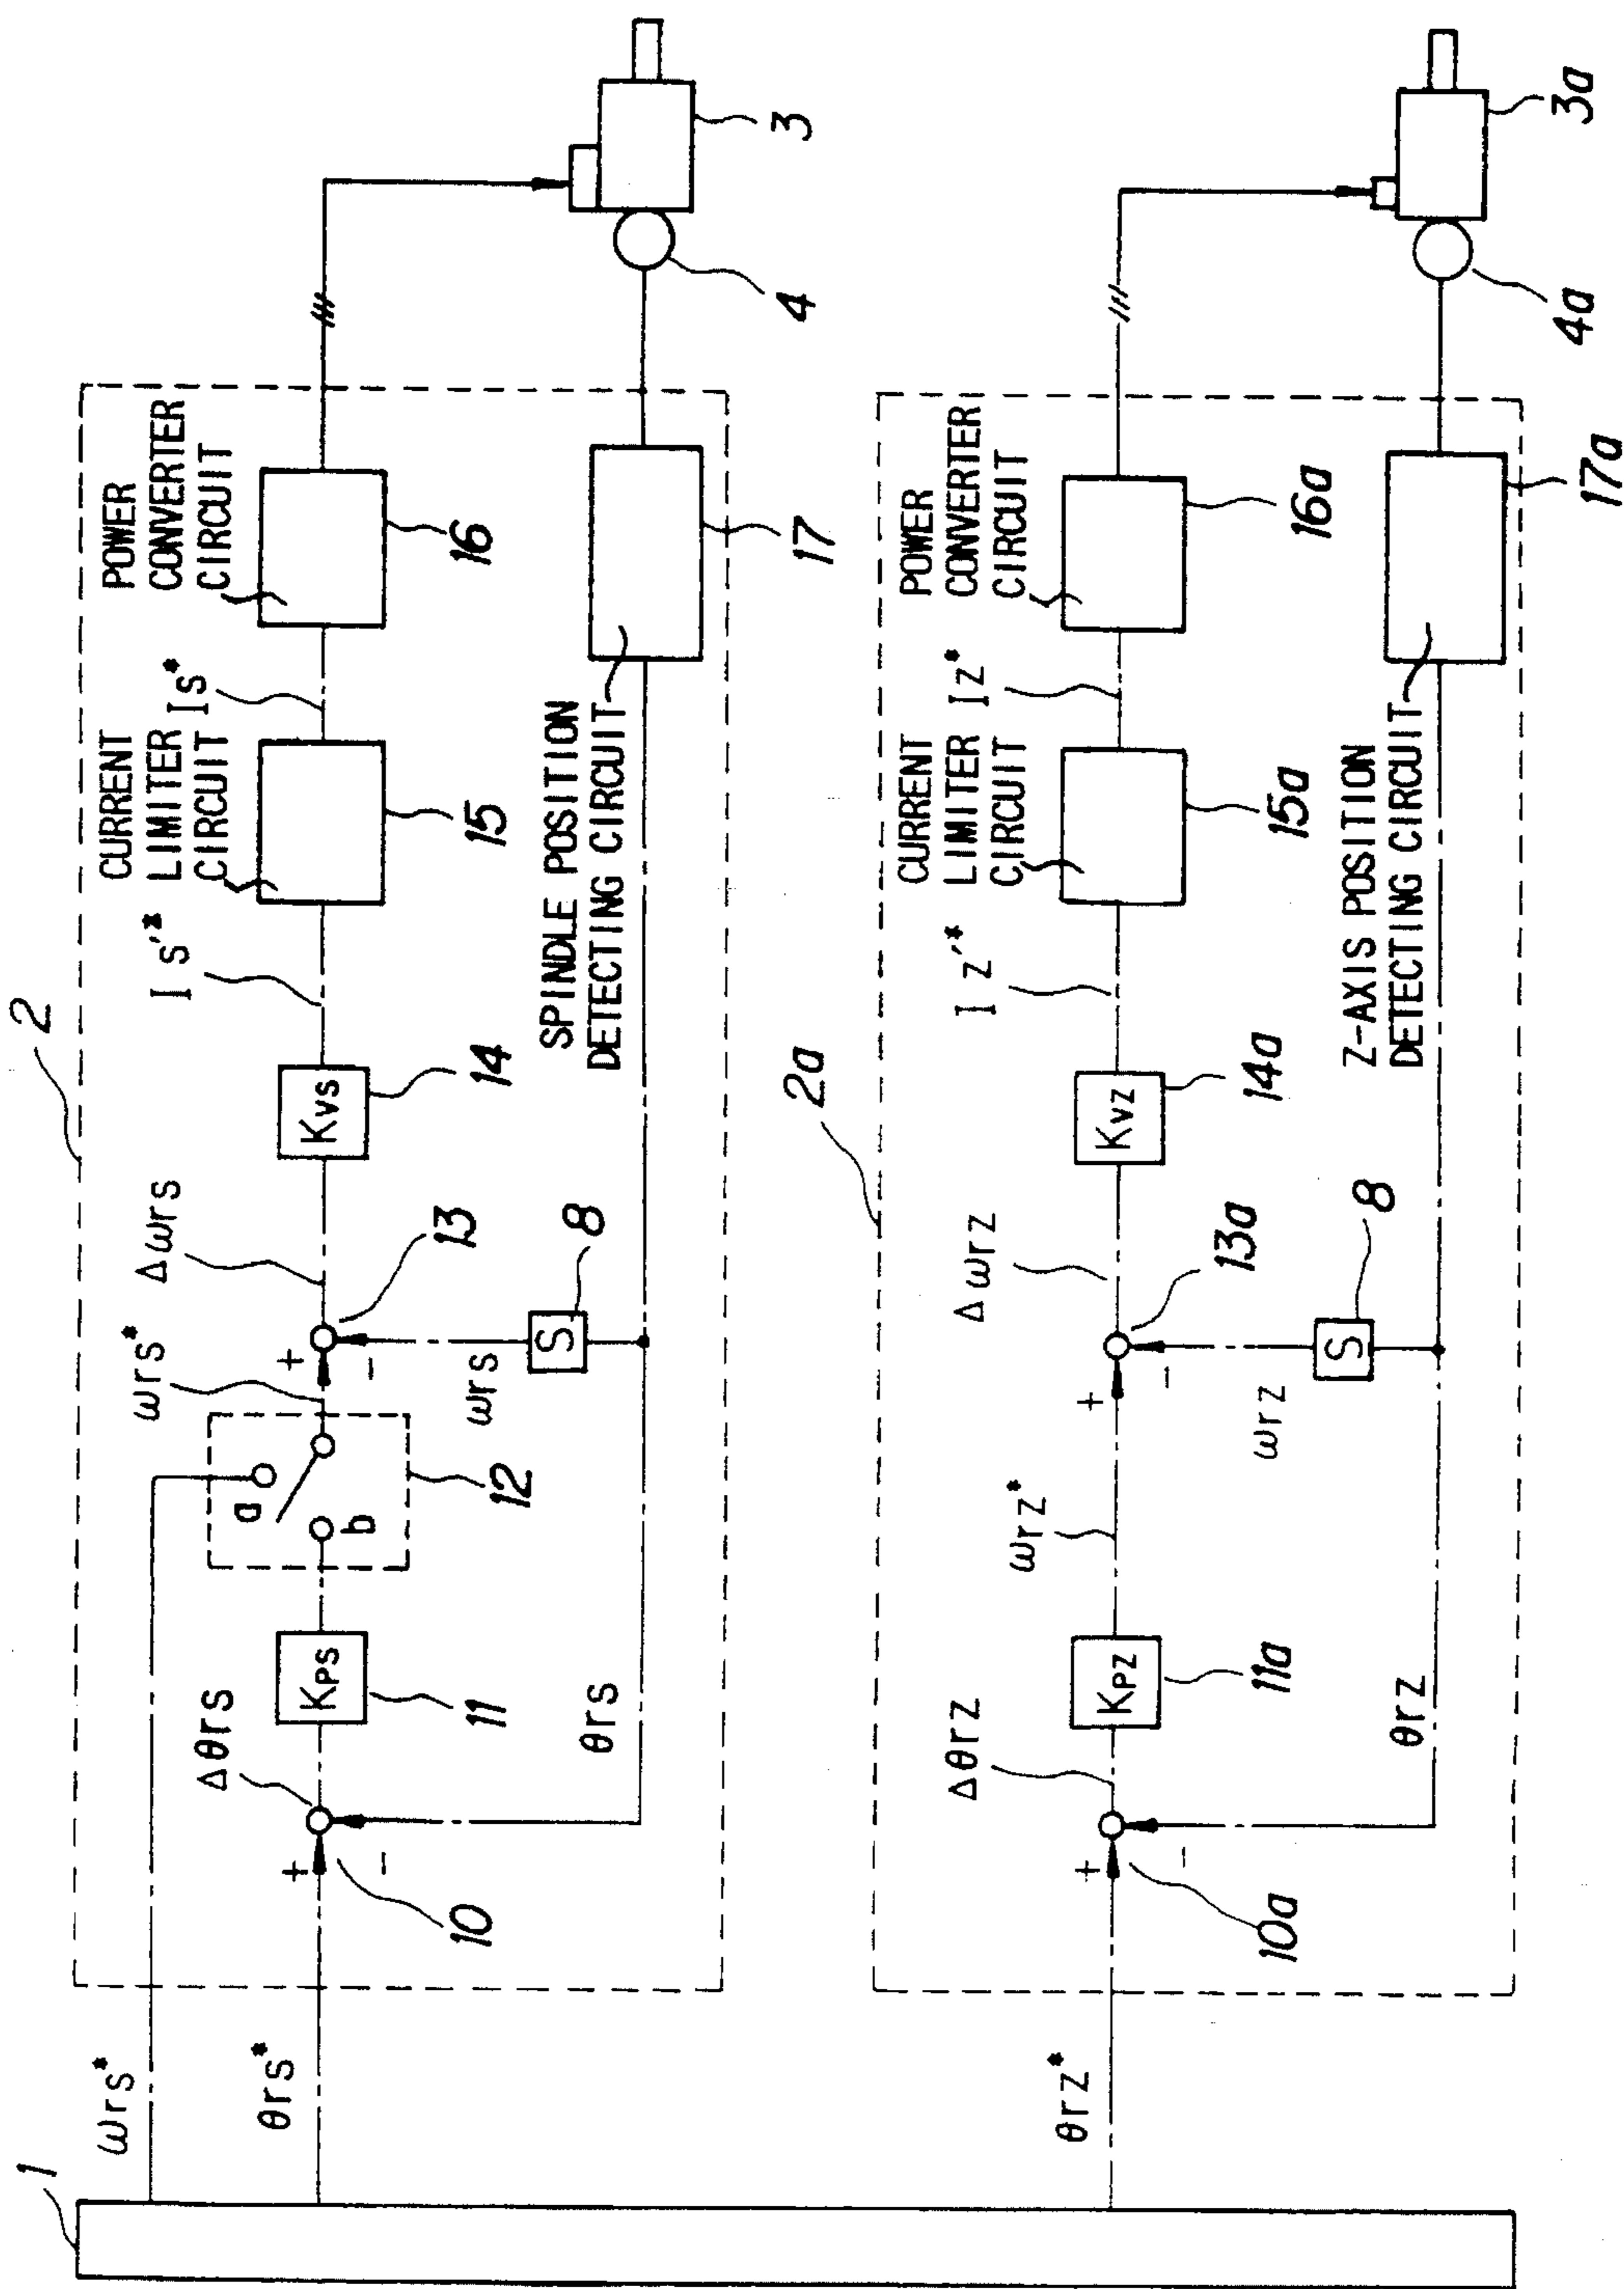 1
2
ωrs*
θrs*
10
+
-
Δθrs
11
KPS
θrs
12
a
b
ωrs*
+
-
ωrs
13
8
S
Δωrs
KVS
14
Is'*
CURRENT
LIMITER
CIRCUIT
15
Is*
POWER
CONVERTER
CIRCUIT
16
SPINDLE POSITION
DETECTING CIRCUIT
17
3
4
2a
θrz*
10a
+
-
Δθrz
11a
KPZ
θrz
ωrz*
+
-
ωrz
13a
8
S
Δωrz
KVZ
14a
Iz'*
CURRENT
LIMITER
CIRCUIT
15a
Iz*
POWER
CONVERTER
CIRCUIT
16a
Z-AXIS POSITION
DETECTING CIRCUIT
17a
3a
4a